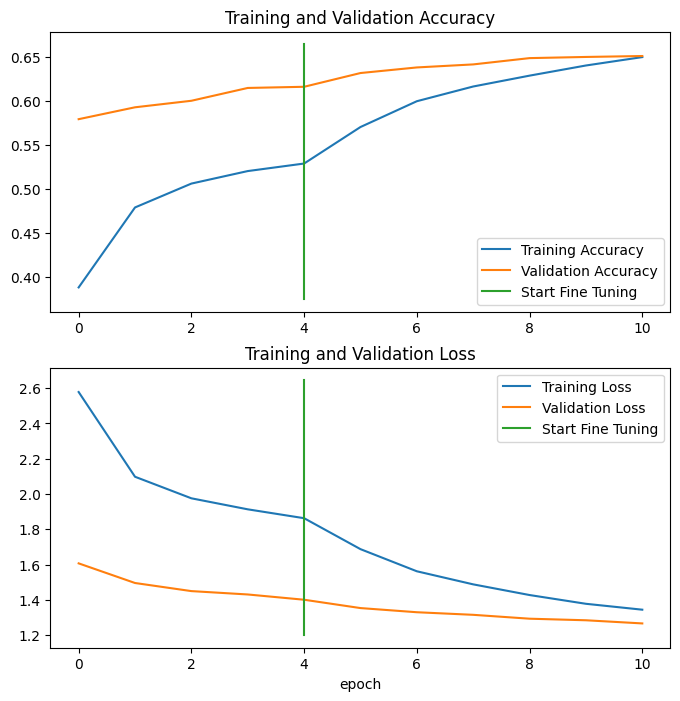 Training and Validation Accuracy
0.65
0.60
0.55
0.50
0.45
0.40
Training Accuracy
Validation Accuracy
Start Fine Tuning
0 2 4 6 8 10
Training and Validation Loss
2.6
2.4
2.2
2.0
1.8
1.6
1.4
1.2
Training Loss
Validation Loss
Start Fine Tuning
0 2 4 6 8 10
epoch